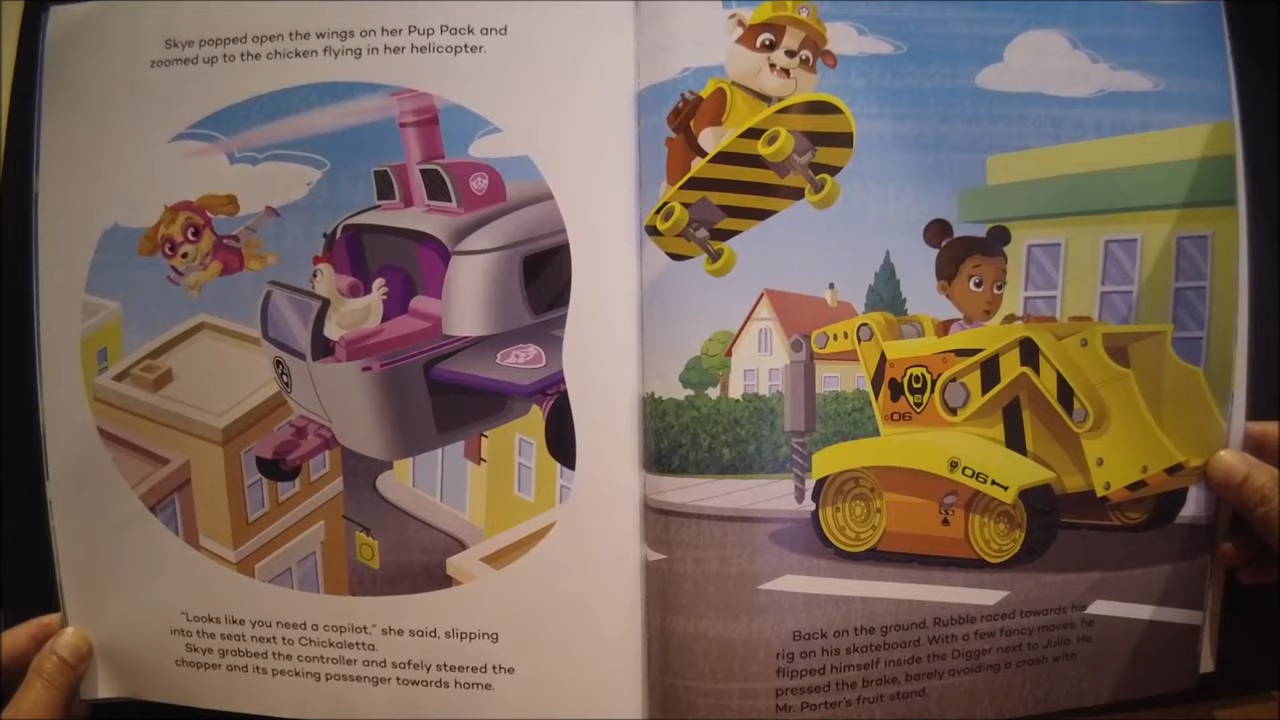 Skye popped open the wings on her Pup Pack and
zoomed up to the chicken flying in her helicopter.
"Looks like you need a copilot," she said, slipping
into the seat next to Chickaletta.
Skye grabbed the controller and safely steered the
chopper and its pecking passenger towards home.
06
06
Back on the ground, Rubble raced towards his
rig on his skateboard. With a few fancy moves, he
flipped himself inside the Digger next to Julia. He
pressed the brake, barely avoiding a crash with
Mr. Porter's fruit stand.